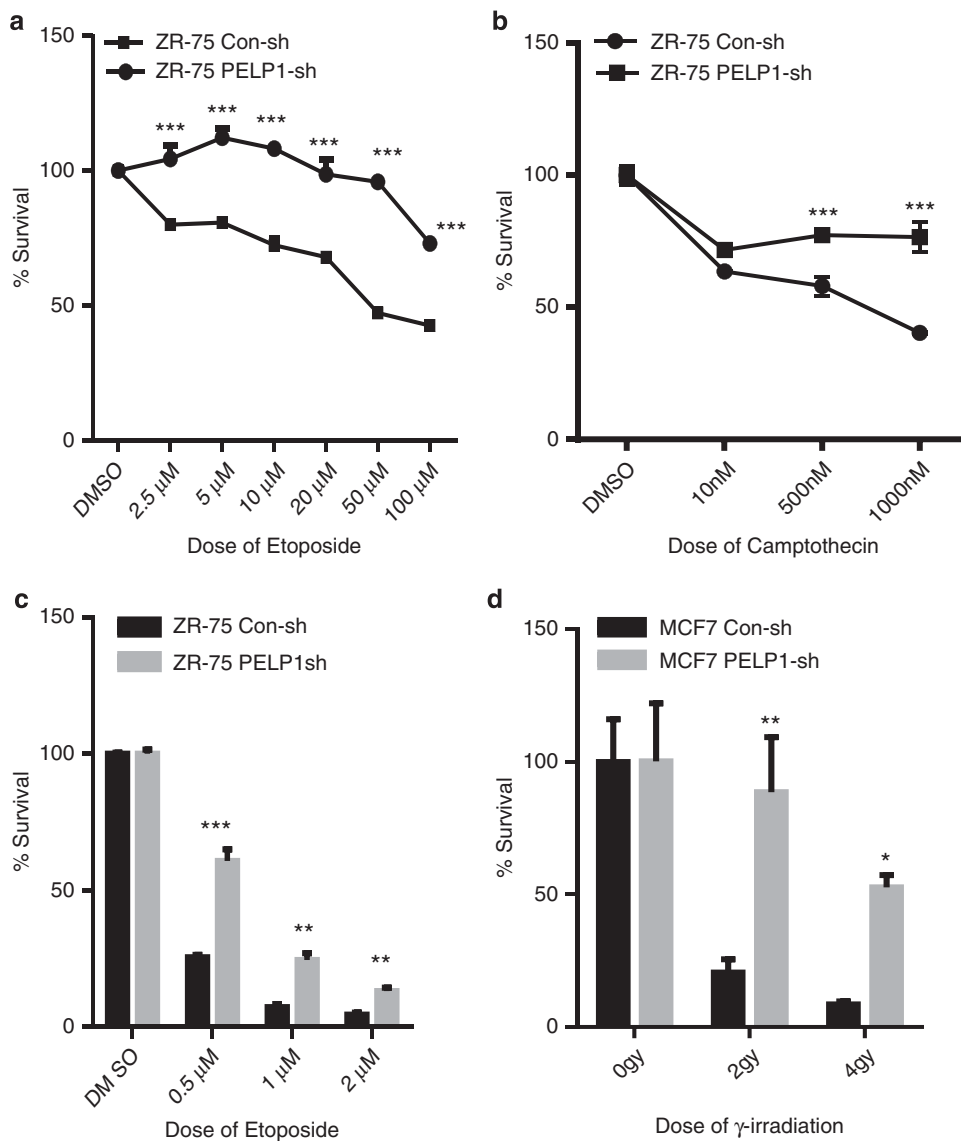 a
150
ZR-75 Con-sh
ZR-75 PELP1-sh
***
***
***
***
***
***
100
50
0
% Survival
DMSO
2.5 µM
5 µM
10 µM
20 µM
50 µM
100 µM
Dose of Etoposide
b
150
ZR-75 Con-sh
ZR-75 PELP1-sh
***
***
100
50
0
% Survival
DMSO
10nM
500nM
1000nM
Dose of Camptothecin
c
150
ZR-75 Con-sh
ZR-75 PELP1sh
***
**
**
100
50
0
% Survival
DM SO
0.5 µM
1 µM
2 µM
Dose of Etoposide
d
150
MCF7 Con-sh
MCF7 PELP1-sh
**
*
100
50
0
% Survival
0gy
2gy
4gy
Dose of γ-irradiation